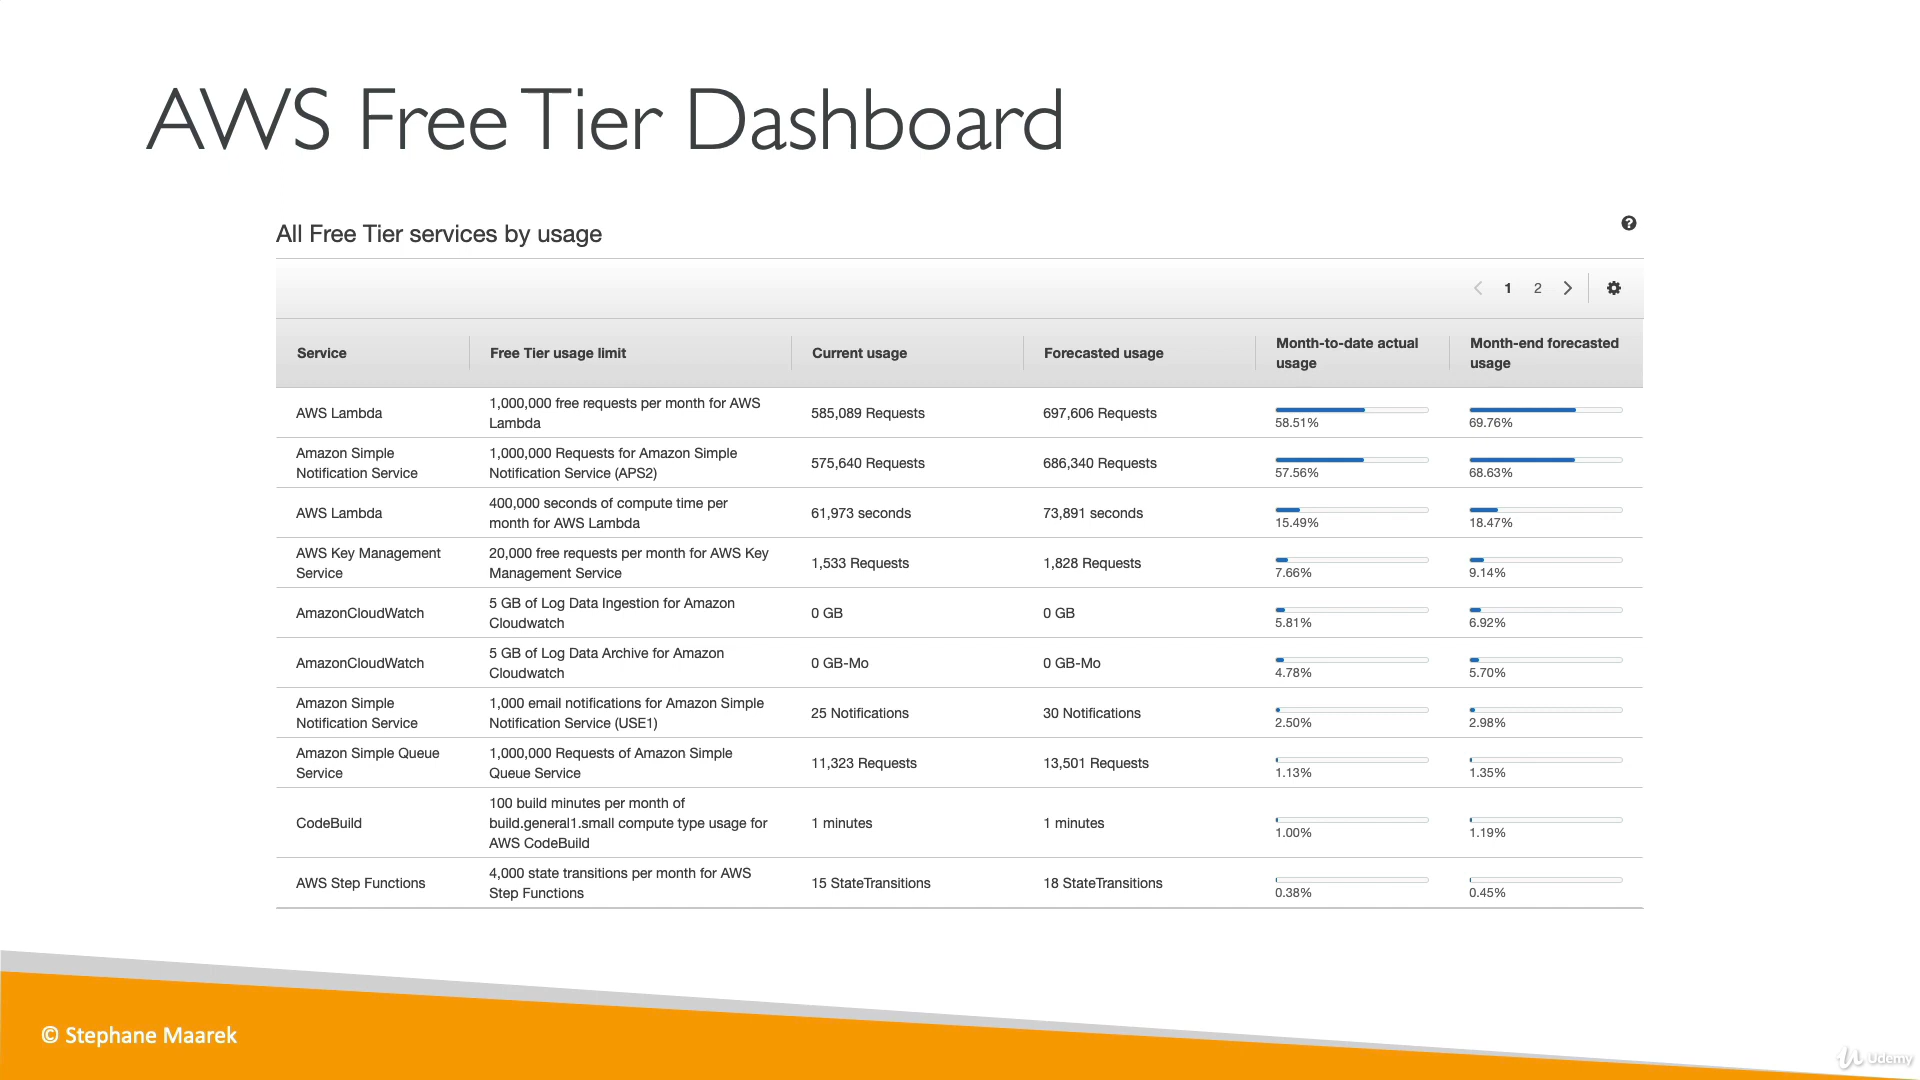 AWS Free Tier Dashboard
All Free Tier services by usage
1 2
Service Free Tier usage limit Current usage Forecasted usage Month-to-date actual usage Month-end forecasted usage
AWS Lambda 1,000,000 free requests per month for AWS Lambda 585,089 Requests 697,606 Requests 58.51% 69.76%
Amazon Simple Notification Service 1,000,000 Requests for Amazon Simple Notification Service (APS2) 575,640 Requests 686,340 Requests 57.56% 68.63%
AWS Lambda 400,000 seconds of compute time per month for AWS Lambda 61,973 seconds 73,891 seconds 15.49% 18.47%
AWS Key Management Service 20,000 free requests per month for AWS Key Management Service 1,533 Requests 1,828 Requests 7.66% 9.14%
AmazonCloudWatch 5 GB of Log Data Ingestion for Amazon Cloudwatch 0 GB 0 GB 5.81% 6.92%
AmazonCloudWatch 5 GB of Log Data Archive for Amazon Cloudwatch 0 GB-Mo 0 GB-Mo 4.78% 5.70%
Amazon Simple Notification Service 1,000 email notifications for Amazon Simple Notification Service (USE1) 25 Notifications 30 Notifications 2.50% 2.98%
Amazon Simple Queue Service 1,000,000 Requests of Amazon Simple Queue Service 11,323 Requests 13,501 Requests 1.13% 1.35%
CodeBuild 100 build minutes per month of build.general1.small compute type usage for AWS CodeBuild 1 minutes 1 minutes 1.00% 1.19%
AWS Step Functions 4,000 state transitions per month for AWS Step Functions 15 StateTransitions 18 StateTransitions 0.38% 0.45%
© Stephane Maarek
Udemy